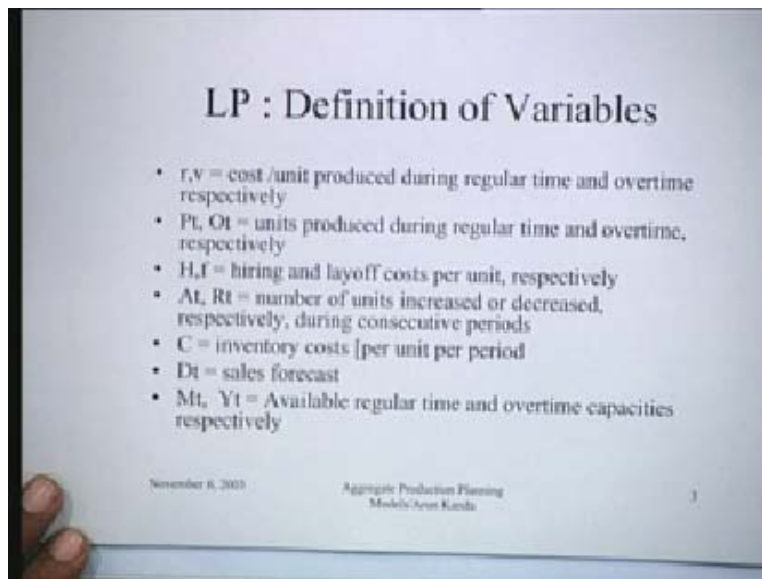 LP : Definition of Variables
• r,v = cost /unit produced during regular time and overtime
respectively
• Pt, Ot = units produced during regular time and overtime,
respectively
• H,f = hiring and layoff costs per unit, respectively
• At, Rt = number of units increased or decreased,
respectively, during consecutive periods
• C = inventory costs [per unit per period
• Dt = sales forecast
• Mt, Yt = Available regular time and overtime capacities
respectively
November 6, 2003
Aggregate Production Planning
Models/Arun Kanda
3